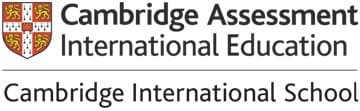 Cambridge Assessment
International Education
Cambridge International School